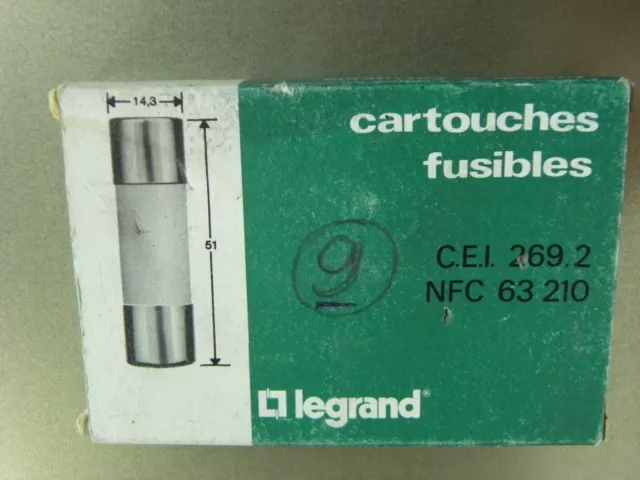 14,3
51
cartouches
fusibles
9
C.E.I. 269.2
NFC 63 210
legrand®